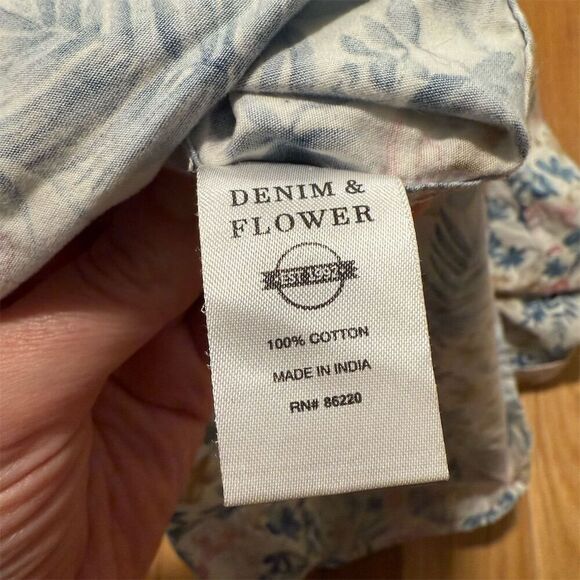 DENIM &
FLOWER
EST 1992
100% COTTON
MADE IN INDIA
RN# 86220